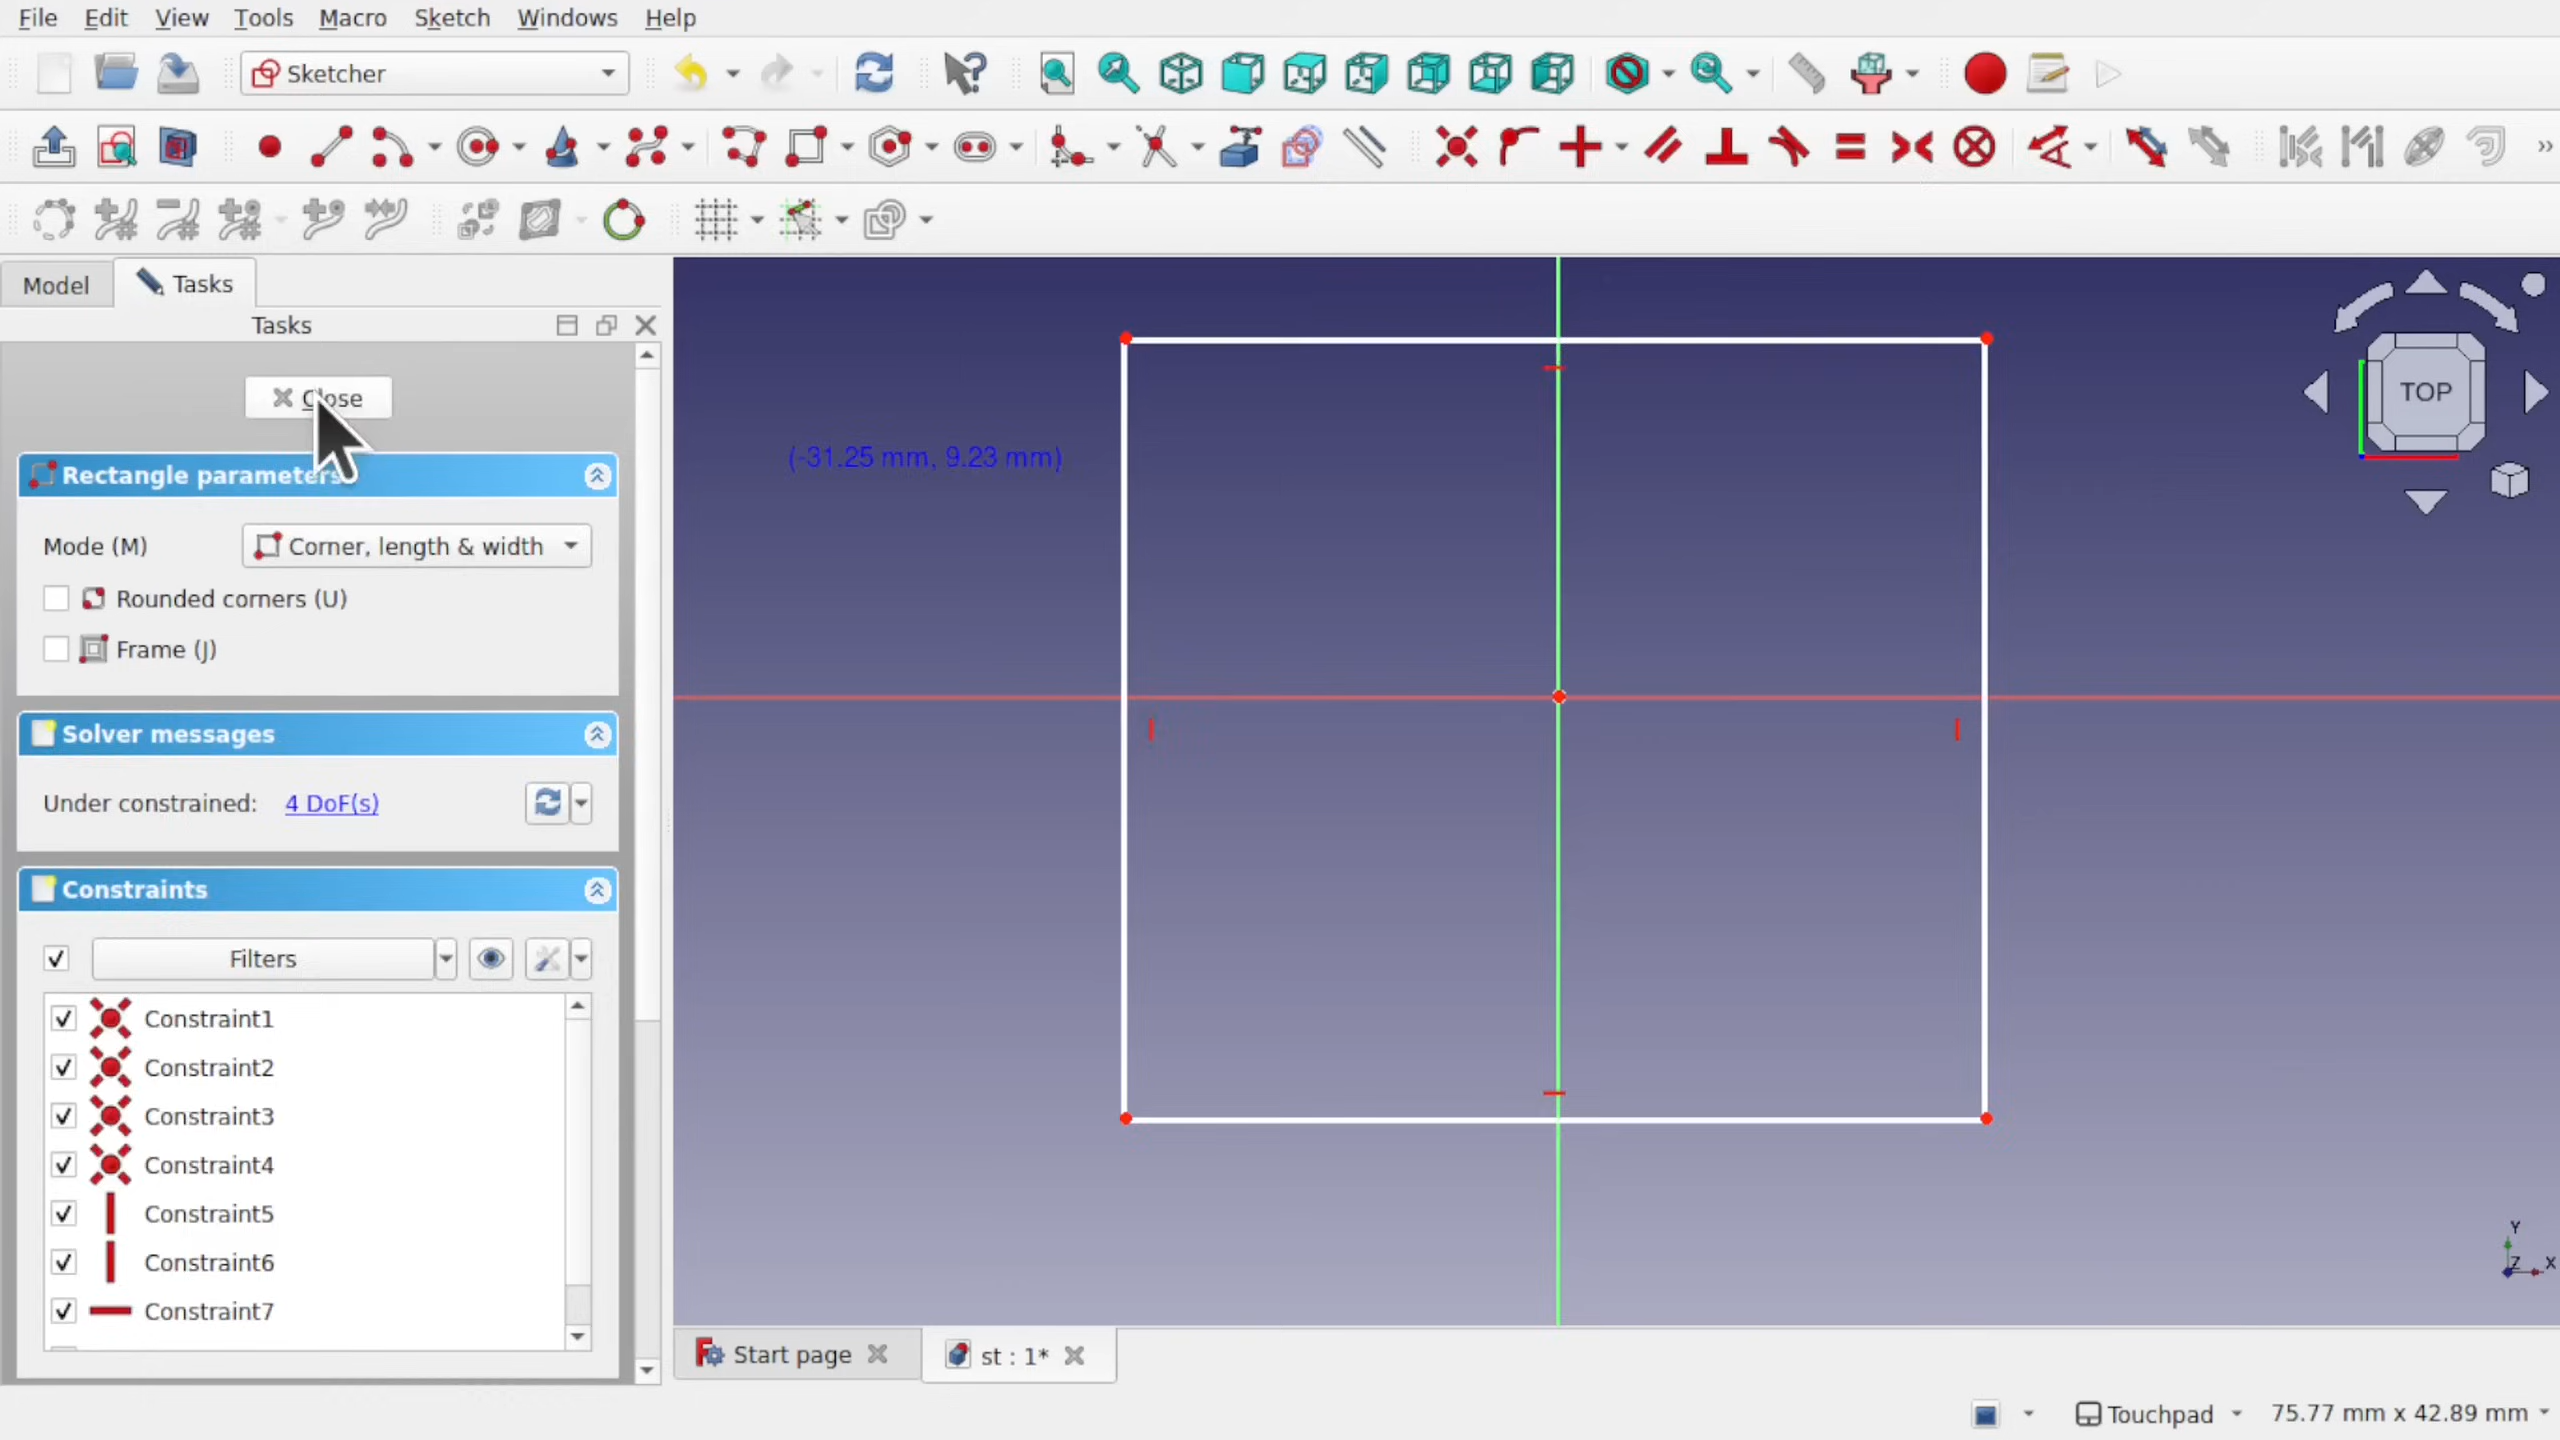 File Edit View Tools Macro Sketch Windows Help
Sketcher
Model Tasks
Tasks
Close
Rectangle parameters
Mode (M) Corner, length & width
Rounded corners (U)
Frame (J)
Solver messages
Under constrained: 4 DoF(s)
Constraints
Filters
Constraint1
Constraint2
Constraint3
Constraint4
Constraint5
Constraint6
Constraint7
(-31.25 mm, 9.23 mm)
TOP
Y
Z X
Start page st : 1*
Touchpad 75.77 mm x 42.89 mm